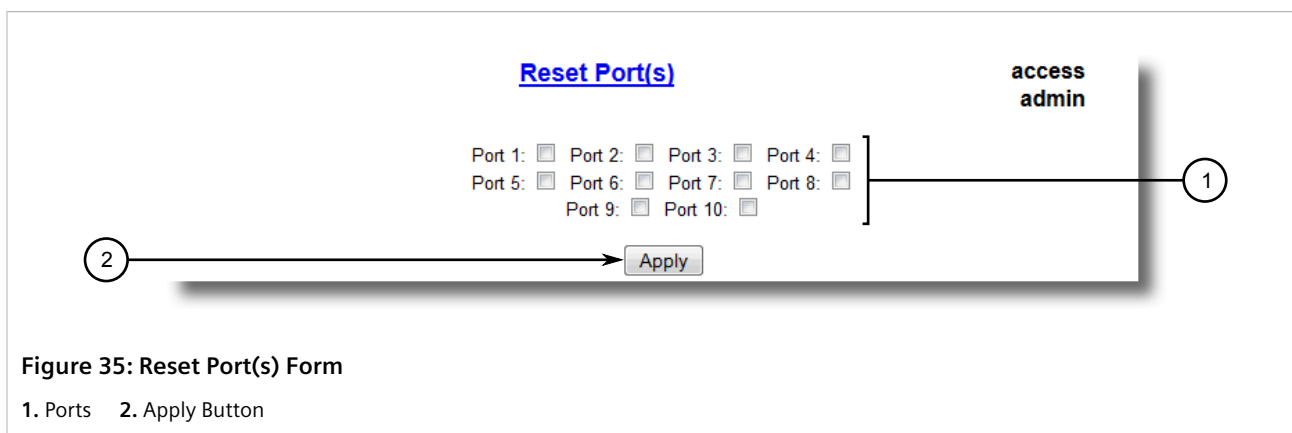 Reset Port(s)
access
admin
Port 1: Port 2: Port 3: Port 4:
Port 5: Port 6: Port 7: Port 8:
Port 9: Port 10:
1
2
Apply
Figure 35: Reset Port(s) Form
1. Ports 2. Apply Button